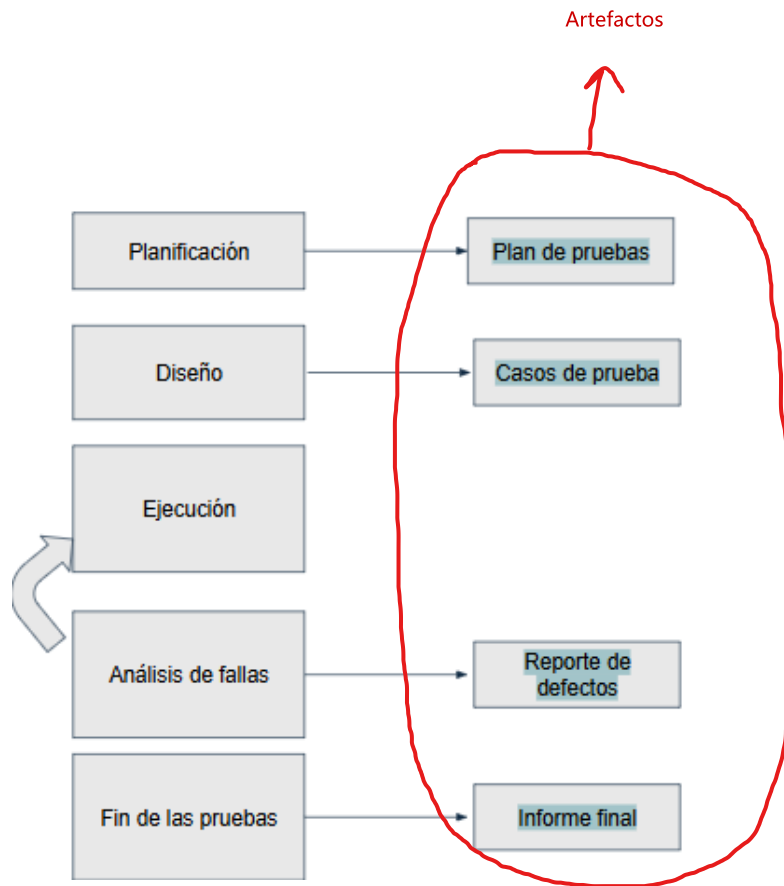 Artefactos
Planificación
Plan de pruebas
Diseño
Casos de prueba
Ejecución
Análisis de fallas
Reporte de
defectos
Fin de las pruebas
Informe final